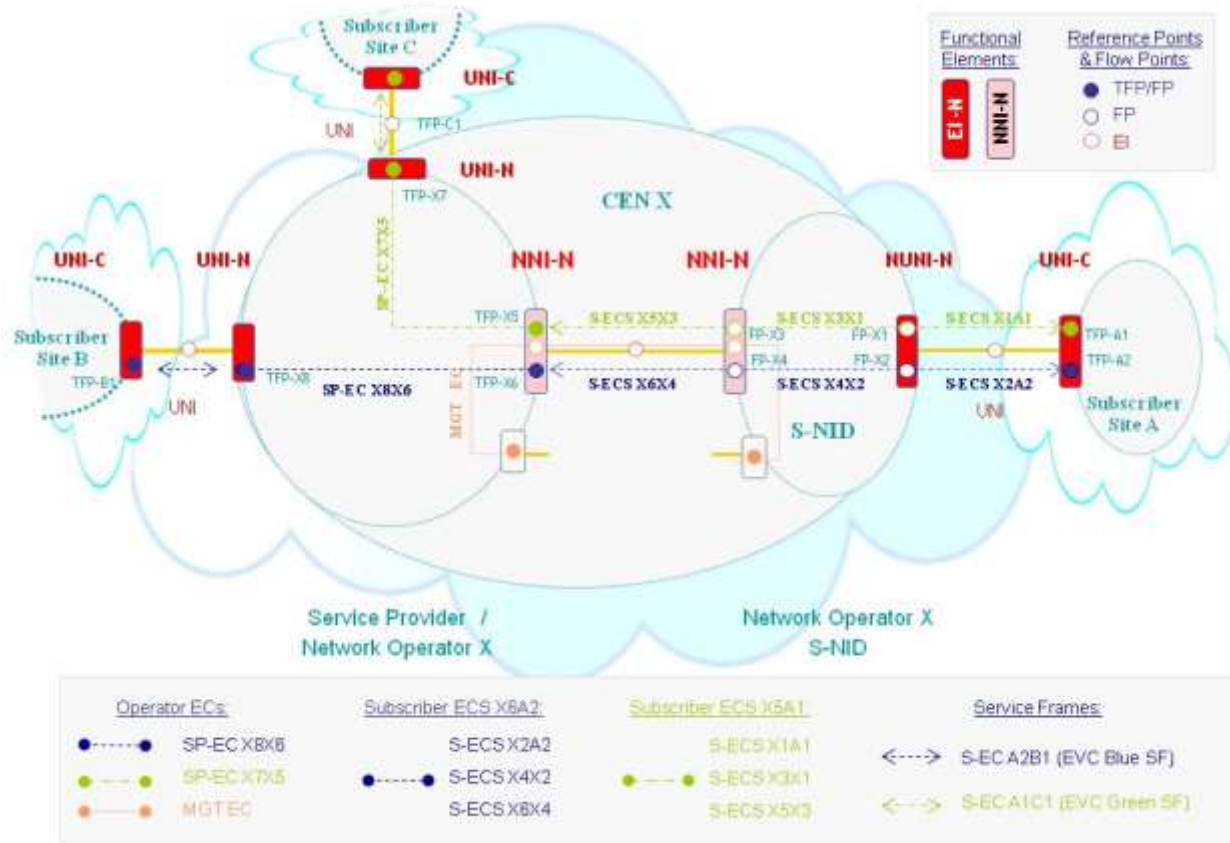 Subscriber
Site C
UNI-C
UNI
TFP-C1
UNI-N
TFP-X7
CEN X
SP-EC X7X5
Functional
Elements:
EI-N
NNI-N
Reference Points
& Flow Points:
TFP/FP
FP
EI
UNI-C
UNI-N
NNI-N
NNI-N
NUNI-N
UNI-C
Subscriber
Site B
TFP-B1
UNI
TFP-X8
SP-EC X8X6
TFP-X5
TFP-X6
MGT EC
S-ECS X5X3
S-ECS X6X4
FP-X3
FP-X4
S-ECS X3X1
S-ECS X4X2
FP-X1
FP-X2
S-ECS X1A1
S-ECS X2A2
UNI
TFP-A1
TFP-A2
Subscriber
Site A
S-NID
Service Provider /
Network Operator X
Network Operator X
S-NID
Operator ECs:
SP-EC X8X6
SP-EC X7X5
MGT EC
Subscriber ECS X6A2:
S-ECS X2A2
S-ECS X4X2
S-ECS X6X4
Subscriber ECS X5A1:
S-ECS X1A1
S-ECS X3X1
S-ECS X5X3
Service Frames:
S-EC A2B1 (EVC Blue SF)
S-EC A1C1 (EVC Green SF)